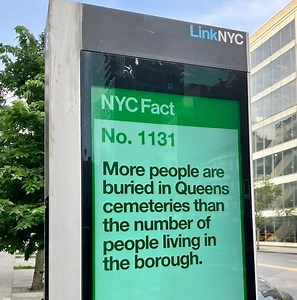 LinkNYC
NYC Fact
No. 1131
More people are
buried in Queens
cemeteries than
the number of
people living in
the borough.